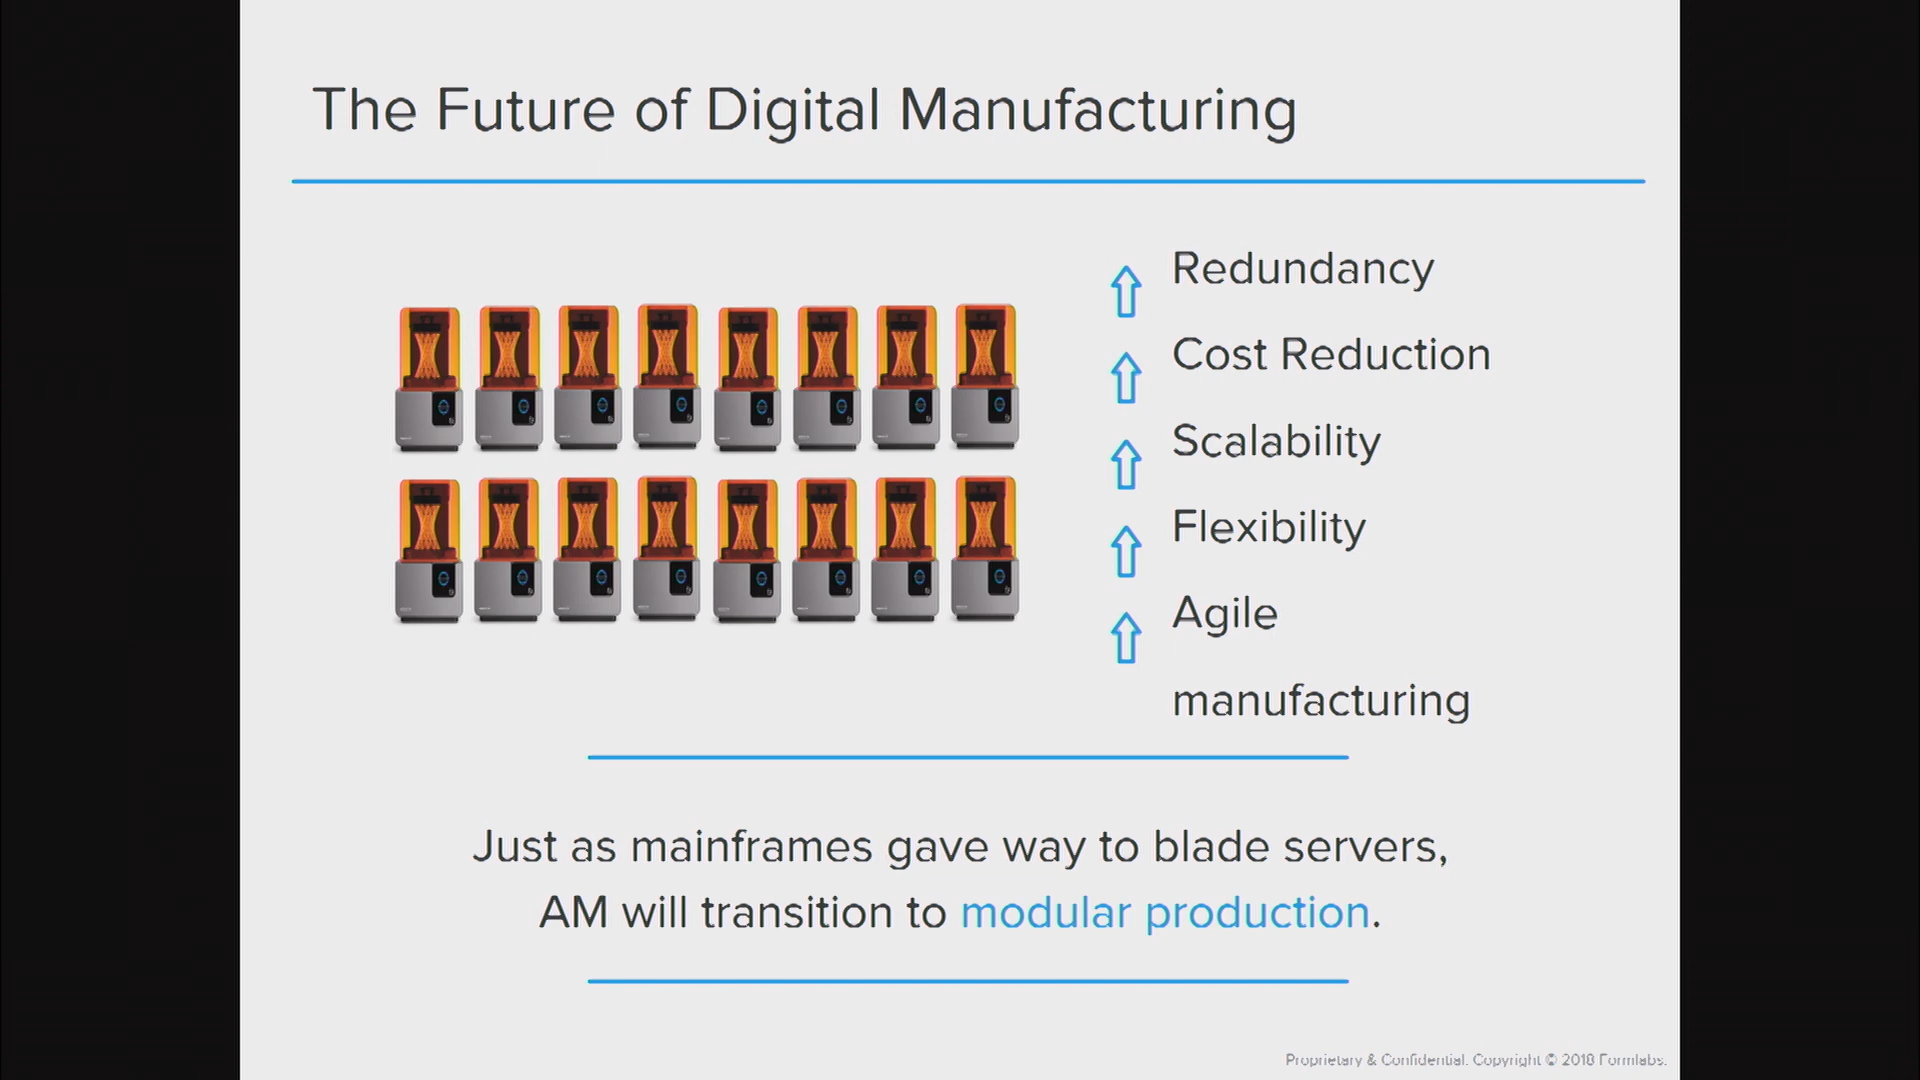 The Future of Digital Manufacturing
Redundancy
Cost Reduction
Scalability
Flexibility
Agile
manufacturing
Just as mainframes gave way to blade servers,
AM will transition to modular production.
Proprietary & Confidential. Copyright © 2018 Formlabs.